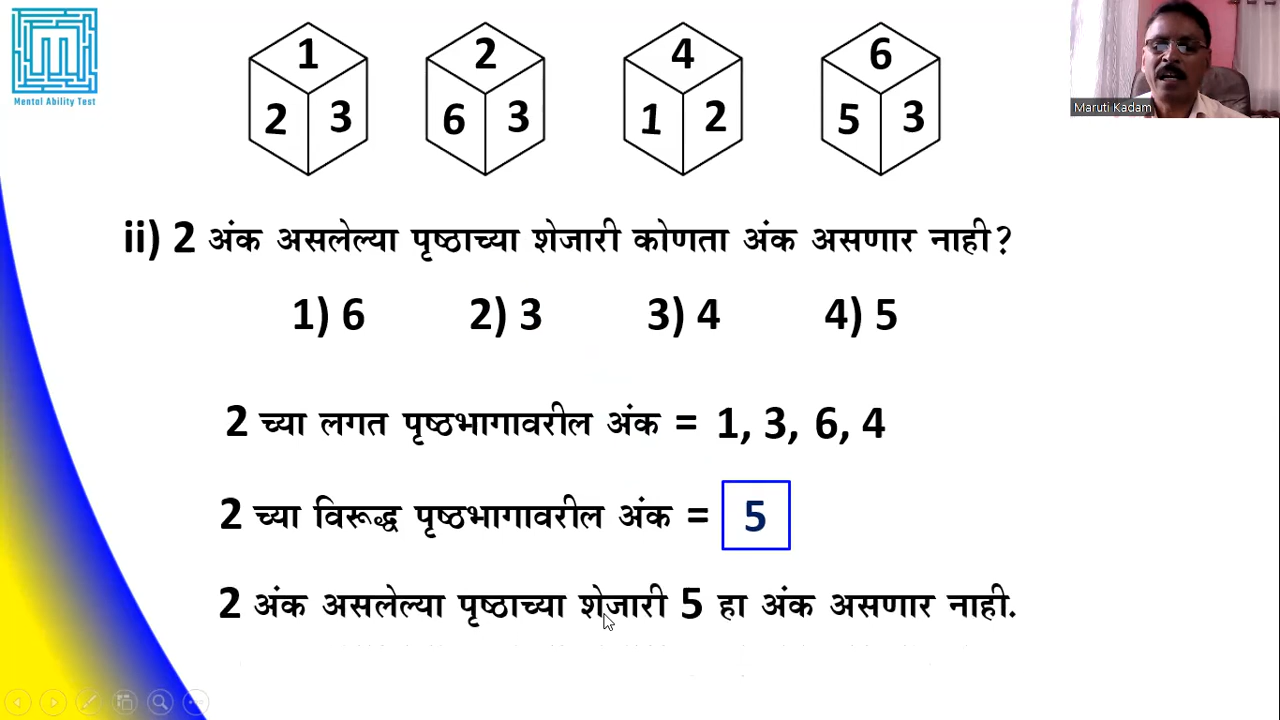 Mental Ability Test
1
2 3
2
6 3
4
1 2
6
5 3
Maruti Kadam
ii) 2 अंक असलेल्या पृष्ठाच्या शेजारी कोणता अंक असणार नाही?
1) 6 2) 3 3) 4 4) 5
2 च्या लगत पृष्ठभागावरील अंक = 1, 3, 6, 4
2 च्या विरूद्ध पृष्ठभागावरील अंक = 5
2 अंक असलेल्या पृष्ठाच्या शेजारी 5 हा अंक असणार नाही.